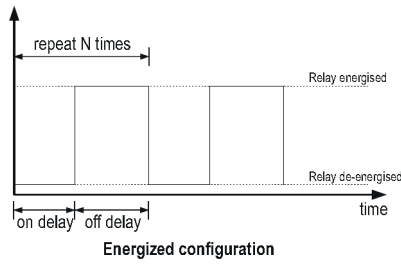 repeat N times
Relay energised
Relay de-energised
time
on delay
off delay
Energized configuration